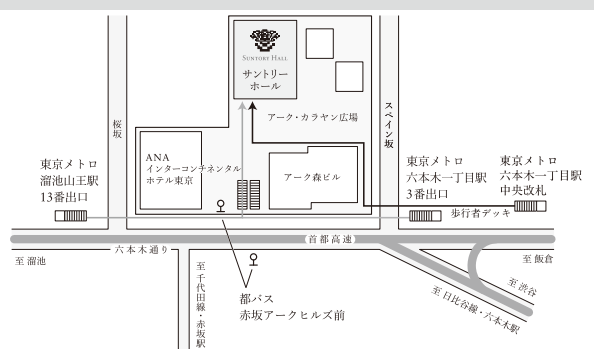 SUNTORY HALL
サントリー
ホール
アーク・カラヤン広場
桜坂
スペイン坂
ANA
インターコンチネンタル
ホテル東京
アーク森ビル
東京メトロ
溜池山王駅
13番出口
東京メトロ
六本木一丁目駅
3番出口
東京メトロ
六本木一丁目駅
中央改札
歩行者デッキ
首都高速
六本木通り
至 溜池
至 飯倉
至 渋谷
至 日比谷線・六本木駅
至 千代田線・赤坂駅
都バス
赤坂アークヒルズ前